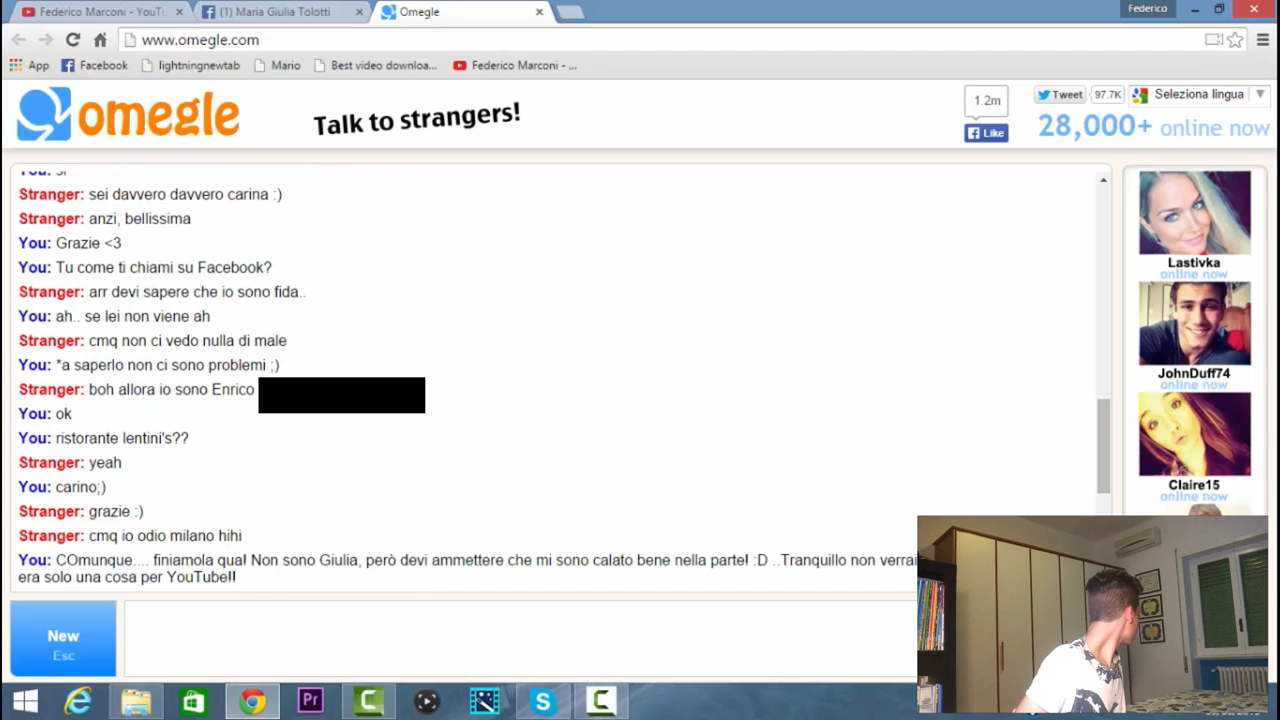 Federico Marconi - YouTu
(1) Maria Giulia Tolotti
Omegle
Federico
www.omegle.com
App
Facebook
lightningnewtab
Mario
Best video downloa...
Federico Marconi - ...
omegle
Talk to strangers!
1.2m
Like
Tweet
97.7K
Seleziona lingua
28,000+ online now
Stranger: sei davvero davvero carina :)
Stranger: anzi, bellissima
You: Grazie <3
You: Tu come ti chiami su Facebook?
Stranger: arr devi sapere che io sono fida..
You: ah.. se lei non viene ah
Stranger: cmq non ci vedo nulla di male
You: *a saperlo non ci sono problemi ;)
Stranger: boh allora io sono Enrico
You: ok
You: ristorante lentini's??
Stranger: yeah
You: carino;)
Stranger: grazie :)
Stranger: cmq io odio milano hihi
You: COmunque.... finiamola qua! Non sono Giulia, però devi ammettere che mi sono calato bene nella parte! :D ..Tranquillo non verrai
era solo una cosa per YouTube!!
Lastivka
online now
JohnDuff74
online now
Claire15
online now
New
Esc
Pr